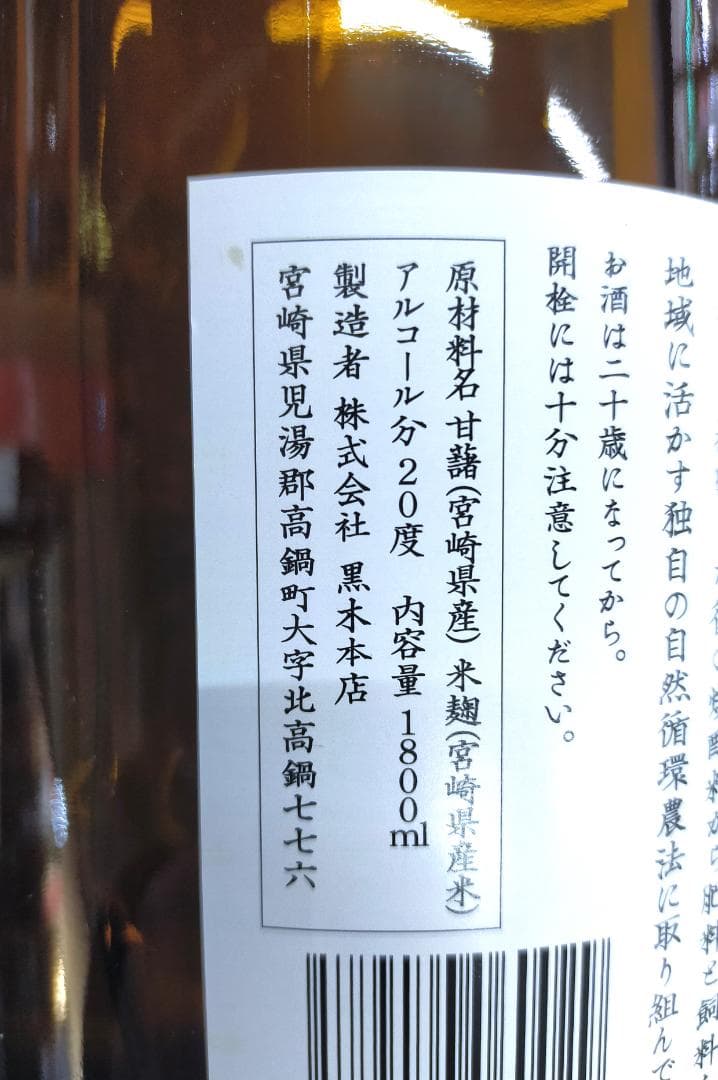 地域に活かす独自の自然循環農法に取り組んで
お酒は二十歳になってから。
開栓には十分注意してください。
原材料名 甘藷(宮崎県産) 米麹(宮崎県産米)
アルコール分 20度 内容量 1800ml
製造者 株式会社 黒木本店
宮崎県児湯郡高鍋町大字北高鍋七七六